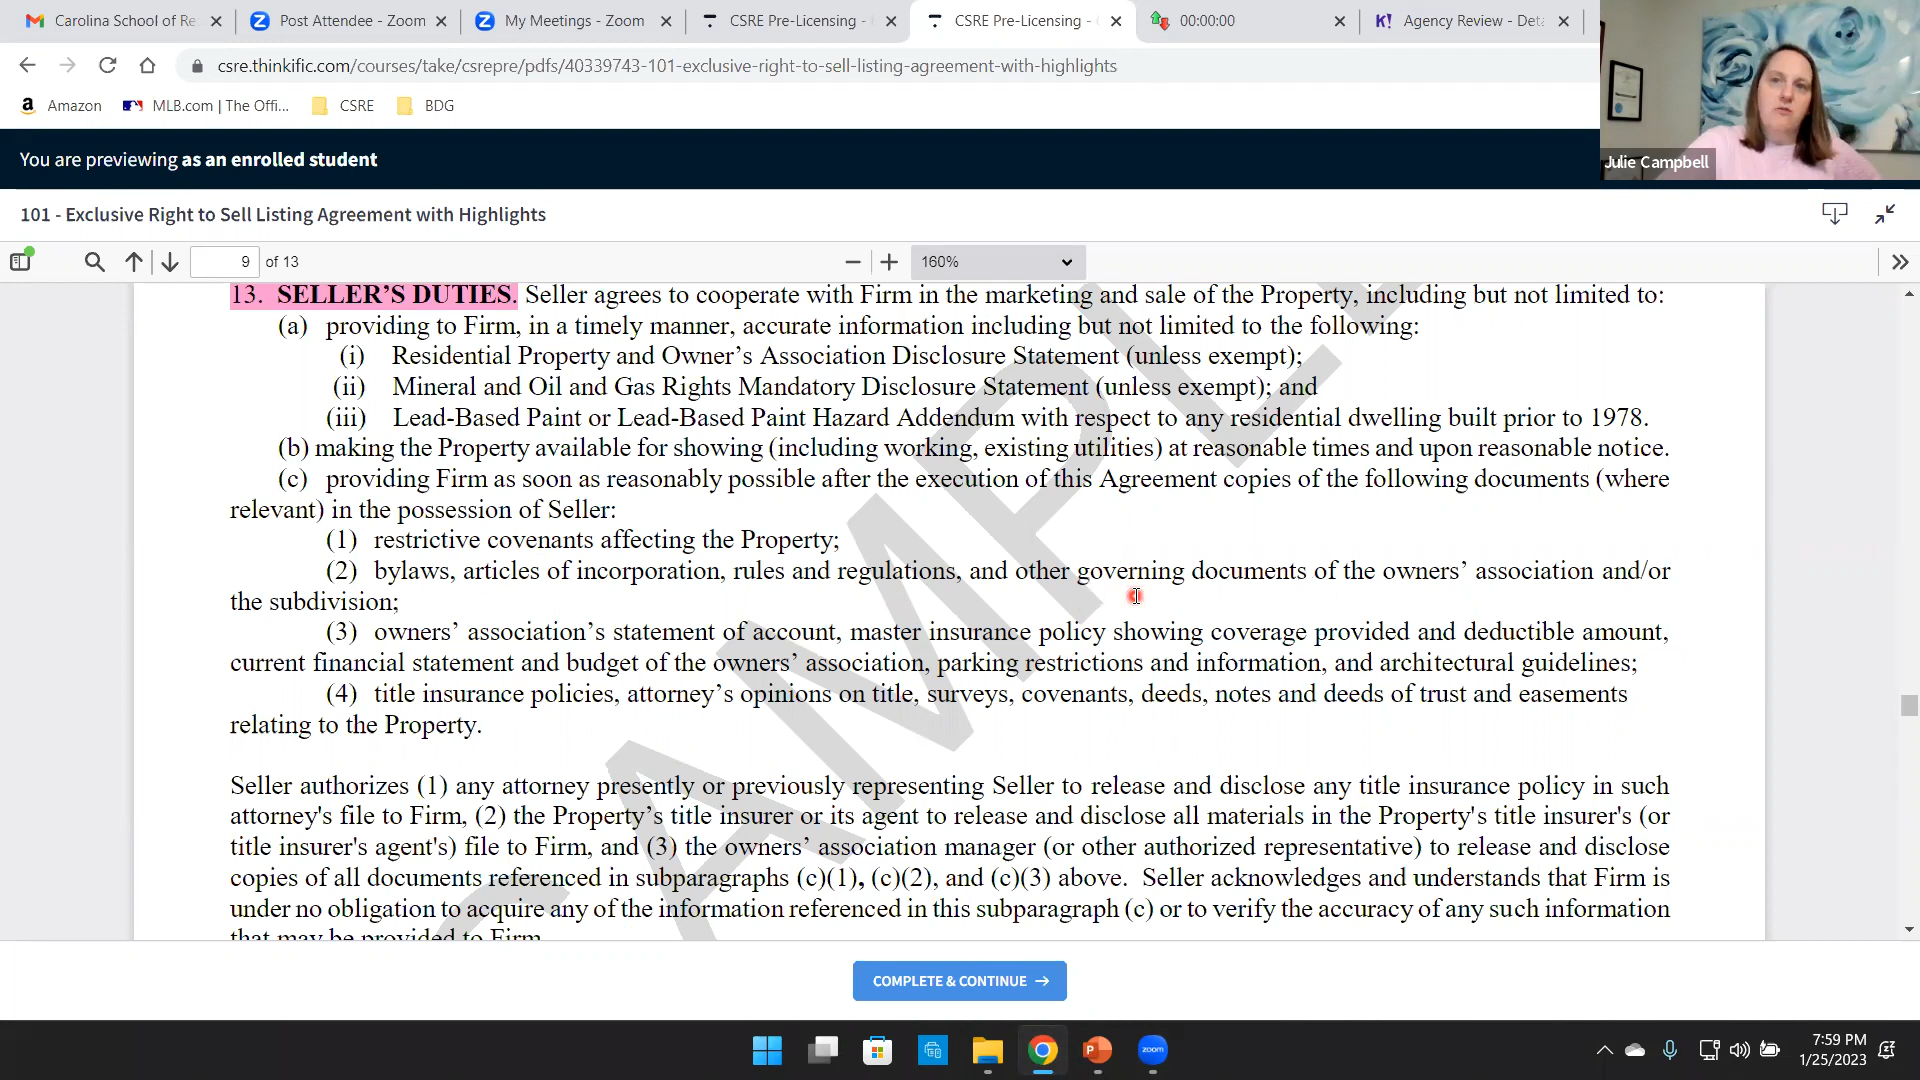 Carolina School of Re
Post Attendee - Zoom
My Meetings - Zoom
CSRE Pre-Licensing -
CSRE Pre-Licensing -
00:00:00
K! Agency Review - Deta
csre.thinkific.com/courses/take/csrepre/pdfs/40339743-101-exclusive-right-to-sell-listing-agreement-with-highlights
Amazon
MLB.com | The Offi...
CSRE
BDG
You are previewing as an enrolled student
Julie Campbell
101 - Exclusive Right to Sell Listing Agreement with Highlights
9 of 13
160%
13. SELLER'S DUTIES. Seller agrees to cooperate with Firm in the marketing and sale of the Property, including but not limited to:
(a) providing to Firm, in a timely manner, accurate information including but not limited to the following:
(i) Residential Property and Owner's Association Disclosure Statement (unless exempt);
(ii) Mineral and Oil and Gas Rights Mandatory Disclosure Statement (unless exempt); and
(iii) Lead-Based Paint or Lead-Based Paint Hazard Addendum with respect to any residential dwelling built prior to 1978.
(b) making the Property available for showing (including working, existing utilities) at reasonable times and upon reasonable notice.
(c) providing Firm as soon as reasonably possible after the execution of this Agreement copies of the following documents (where
relevant) in the possession of Seller:
(1) restrictive covenants affecting the Property;
(2) bylaws, articles of incorporation, rules and regulations, and other governing documents of the owners' association and/or
the subdivision;
(3) owners' association's statement of account, master insurance policy showing coverage provided and deductible amount,
current financial statement and budget of the owners' association, parking restrictions and information, and architectural guidelines;
(4) title insurance policies, attorney's opinions on title, surveys, covenants, deeds, notes and deeds of trust and easements
relating to the Property.
Seller authorizes (1) any attorney presently or previously representing Seller to release and disclose any title insurance policy in such
attorney's file to Firm, (2) the Property's title insurer or its agent to release and disclose all materials in the Property's title insurer's (or
title insurer's agent's) file to Firm, and (3) the owners' association manager (or other authorized representative) to release and disclose
copies of all documents referenced in subparagraphs (c)(1), (c)(2), and (c)(3) above. Seller acknowledges and understands that Firm is
under no obligation to acquire any of the information referenced in this subparagraph (c) or to verify the accuracy of any such information
that may be provided to Firm.
COMPLETE & CONTINUE →
zoom
7:59 PM
1/25/2023